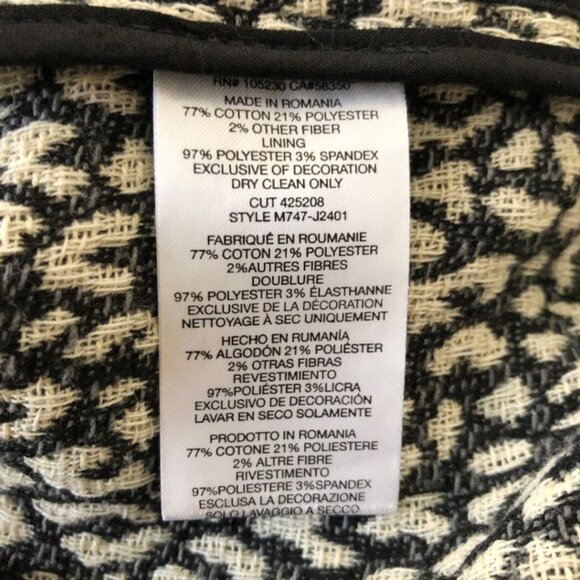 RN# 105230 CA#58350
MADE IN ROMANIA
77% COTTON 21% POLYESTER
2% OTHER FIBER
LINING
97% POLYESTER 3% SPANDEX
EXCLUSIVE OF DECORATION
DRY CLEAN ONLY
CUT 425208
STYLE M747-J2401
FABRIQUÉ EN ROUMANIE
77% COTON 21% POLYESTER
2%AUTRES FIBRES
DOUBLURE
97% POLYESTER 3% ÉLASTHANNE
EXCLUSIVE DE LA DÉCORATION
NETTOYAGE À SEC UNIQUEMENT
HECHO EN RUMANÍA
77% ALGODÓN 21% POLIÉSTER
2% OTRAS FIBRAS
REVESTIMIENTO
97%POLIÉSTER 3%LICRA
EXCLUSIVO DE DECORACIÓN
LAVAR EN SECO SOLAMENTE
PRODOTTO IN ROMANIA
77% COTONE 21% POLIESTERE
2% ALTRE FIBRE
RIVESTIMENTO
97%POLIESTERE 3%SPANDEX
ESCLUSA LA DECORAZIONE
SOLO LAVAGGIO A SECCO